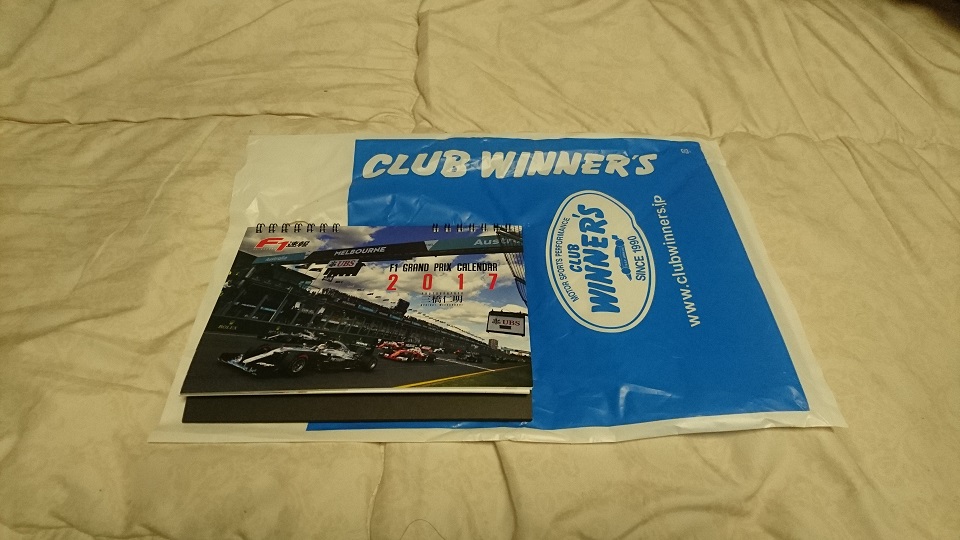 CLUB WINNER'S
MOTOR SPORTS PERFORMANCE
CLUB
WINNER'S
SINCE 1990
www.clubwinners.jp
F1速報
MELBOURNE
UBS
F1 GRAND PRIX CALENDAR
2017
三橋仁明
UBS